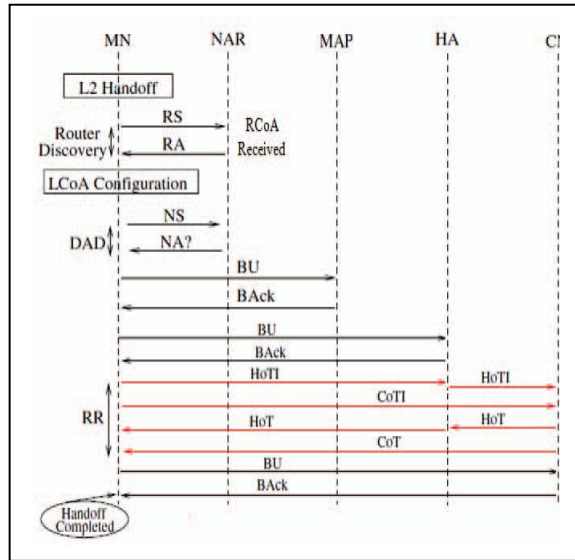 MN NAR MAP HA CN
L2 Handoff
RS RCoA
Router
Discovery RA Received
LCoA Configuration
NS
DAD NA?
BU
BAck
BU
BAck
HoTI HoTI
CoTI
RR HoT HoT
CoT
BU
BAck
Handoff
Completed